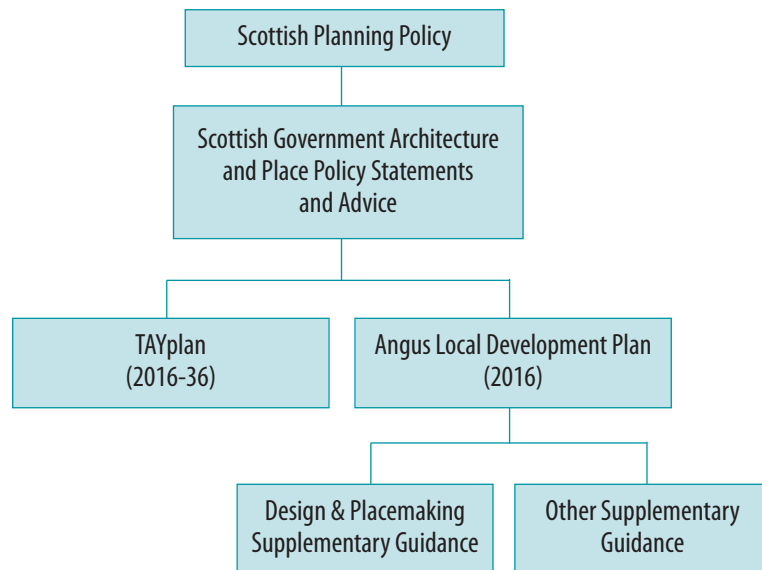 Scottish Planning Policy
Scottish Government Architecture
and Place Policy Statements
and Advice
TAYplan
(2016-36)
Angus Local Development Plan
(2016)
Design & Placemaking
Supplementary Guidance
Other Supplementary
Guidance